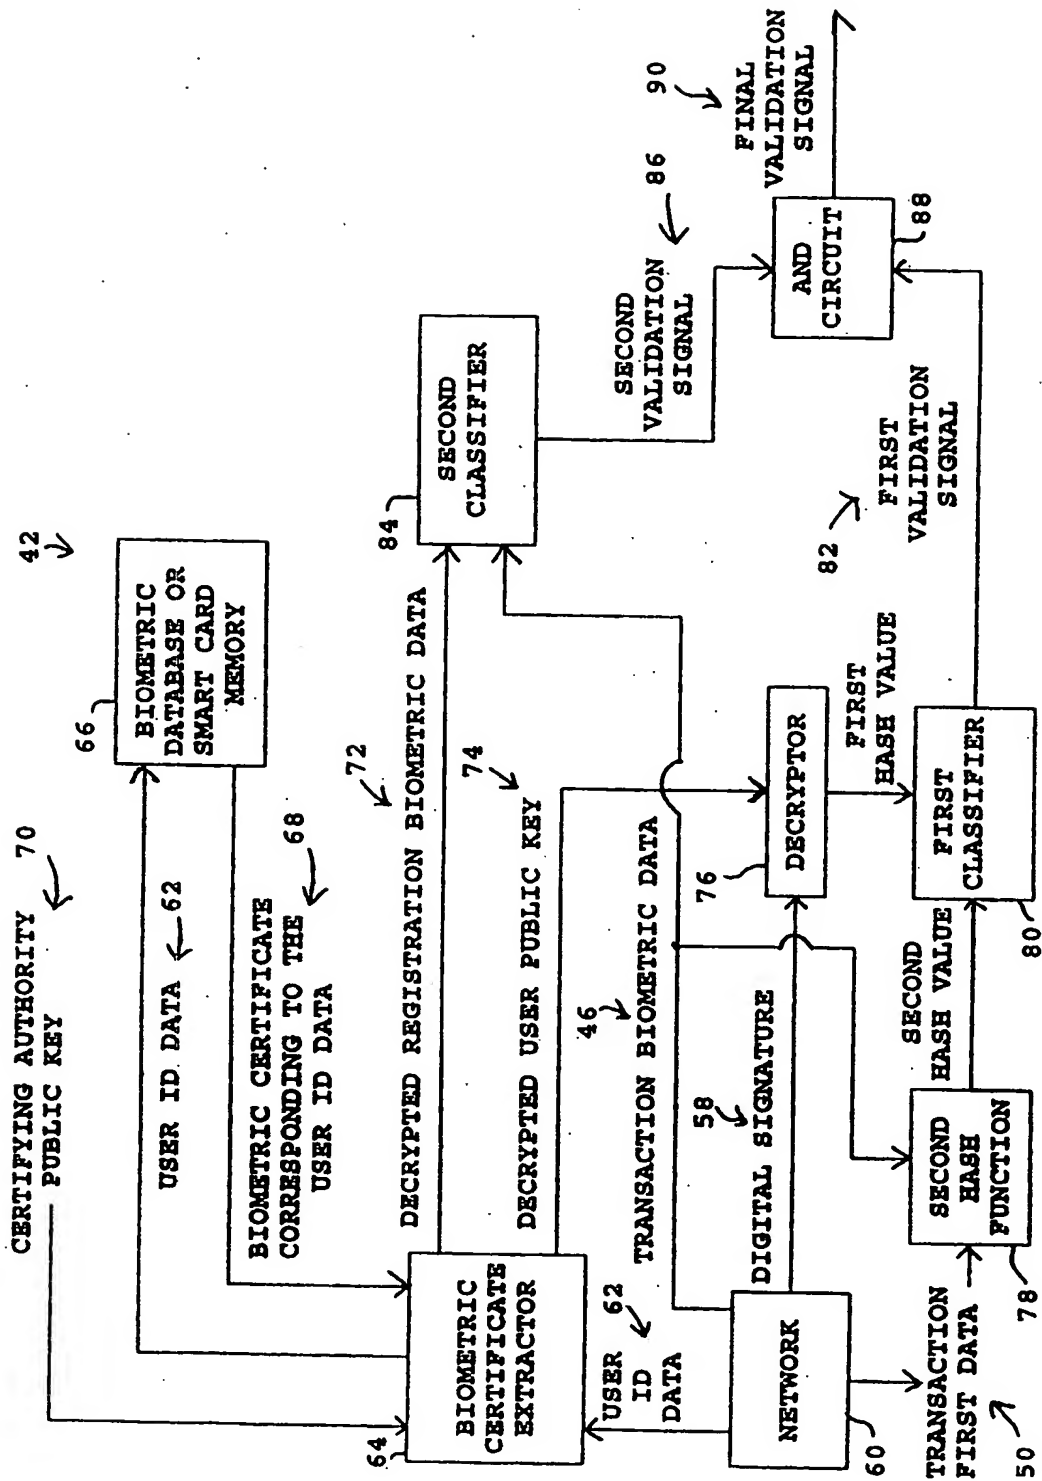 CERTIFYING AUTHORITY
PUBLIC KEY
70
42
66
BIOMETRIC
DATABASE OR
SMART CARD
MEMORY
USER ID DATA
62
BIOMETRIC CERTIFICATE
CORRESPONDING TO THE
USER ID DATA
68
64
BIOMETRIC
CERTIFICATE
EXTRACTOR
DECRYPTED REGISTRATION BIOMETRIC DATA
72
DECRYPTED USER PUBLIC KEY
74
84
SECOND
CLASSIFIER
SECOND
VALIDATION
SIGNAL
86
USER
ID
DATA
62
TRANSACTION BIOMETRIC DATA
46
DIGITAL SIGNATURE
58
76
DECRYPTOR
FIRST
HASH VALUE
NETWORK
60
TRANSACTION
FIRST DATA
50
SECOND
HASH
FUNCTION
78
SECOND
HASH VALUE
FIRST
CLASSIFIER
80
82
FIRST
VALIDATION
SIGNAL
AND
CIRCUIT
88
90
FINAL
VALIDATION
SIGNAL